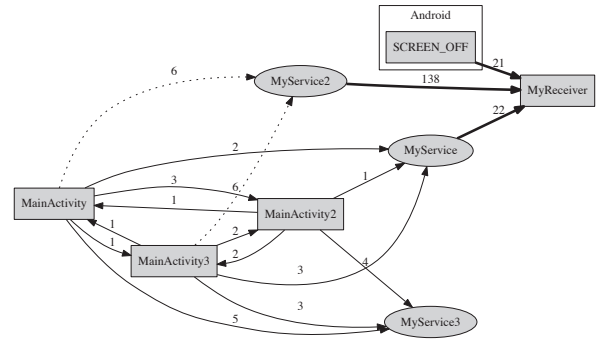 Android
SCREEN_OFF
21
6
138
MyService2
MyReceiver
22
2
MyService
3
6
1
1
MainActivity
MainActivity2
1
1
2
2
MainActivity3
3
4
3
5
MyService3